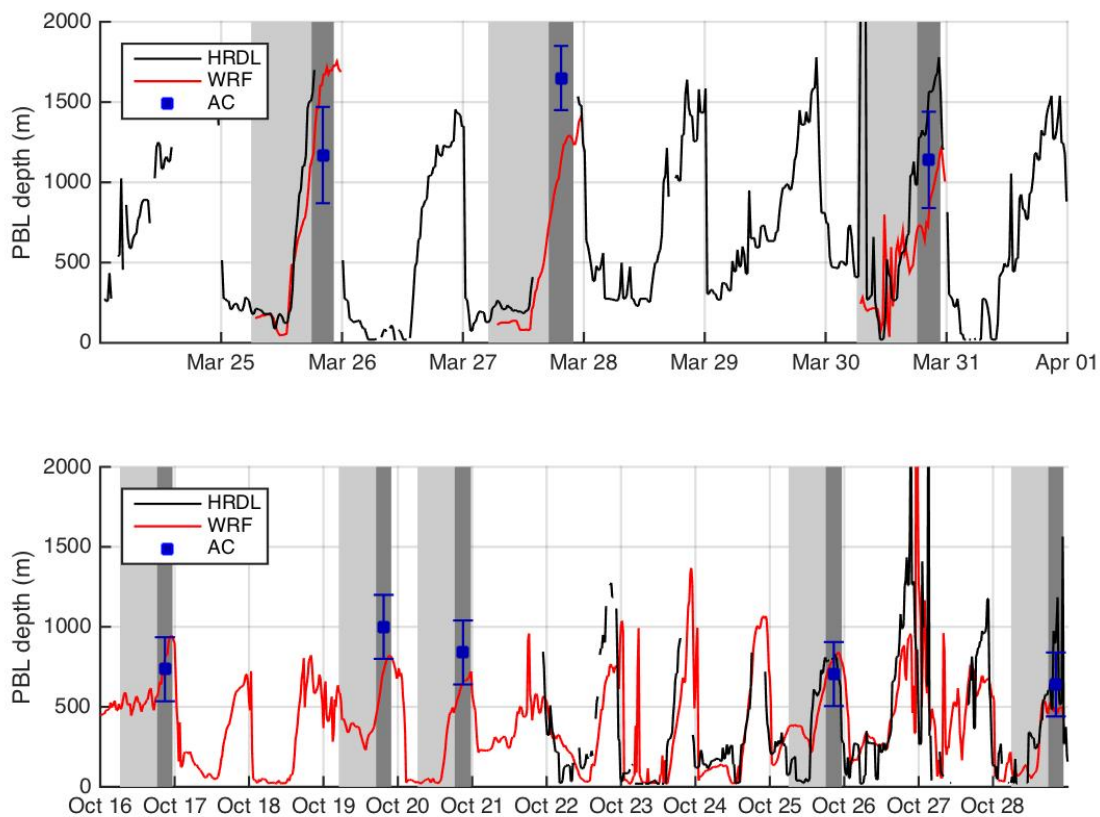 2000
1500
1000
500
0
PBL depth (m)
HRDL
WRF
AC
Mar 25 Mar 26 Mar 27 Mar 28 Mar 29 Mar 30 Mar 31 Apr 01
2000
1500
1000
500
0
PBL depth (m)
HRDL
WRF
AC
Oct 16 Oct 17 Oct 18 Oct 19 Oct 20 Oct 21 Oct 22 Oct 23 Oct 24 Oct 25 Oct 26 Oct 27 Oct 28